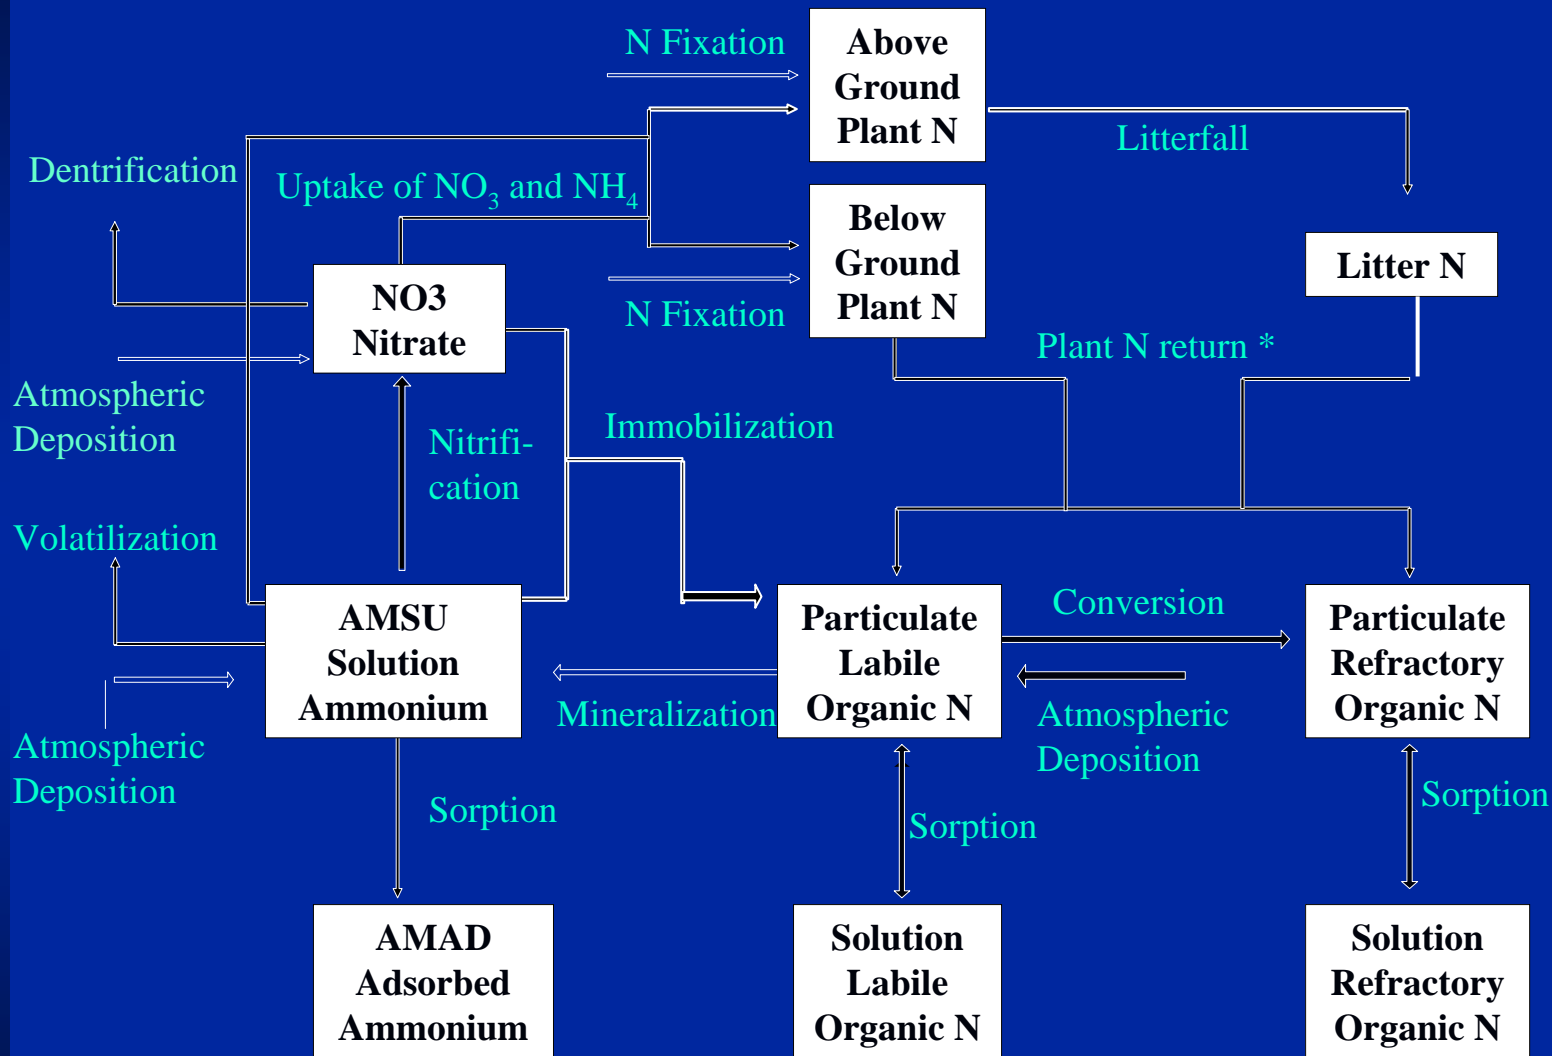 N Fixation
Above
Ground
Plant N
Litterfall
Dentrification
Uptake of NO3 and NH4
Below
Ground
Plant N
Litter N
NO3
Nitrate
N Fixation
Plant N return *
Atmospheric
Deposition
Nitrifi-
cation
Immobilization
Volatilization
AMSU
Solution
Ammonium
Mineralization
Particulate
Labile
Organic N
Conversion
Atmospheric
Deposition
Particulate
Refractory
Organic N
Atmospheric
Deposition
Sorption
Sorption
Sorption
AMAD
Adsorbed
Ammonium
Solution
Labile
Organic N
Solution
Refractory
Organic N